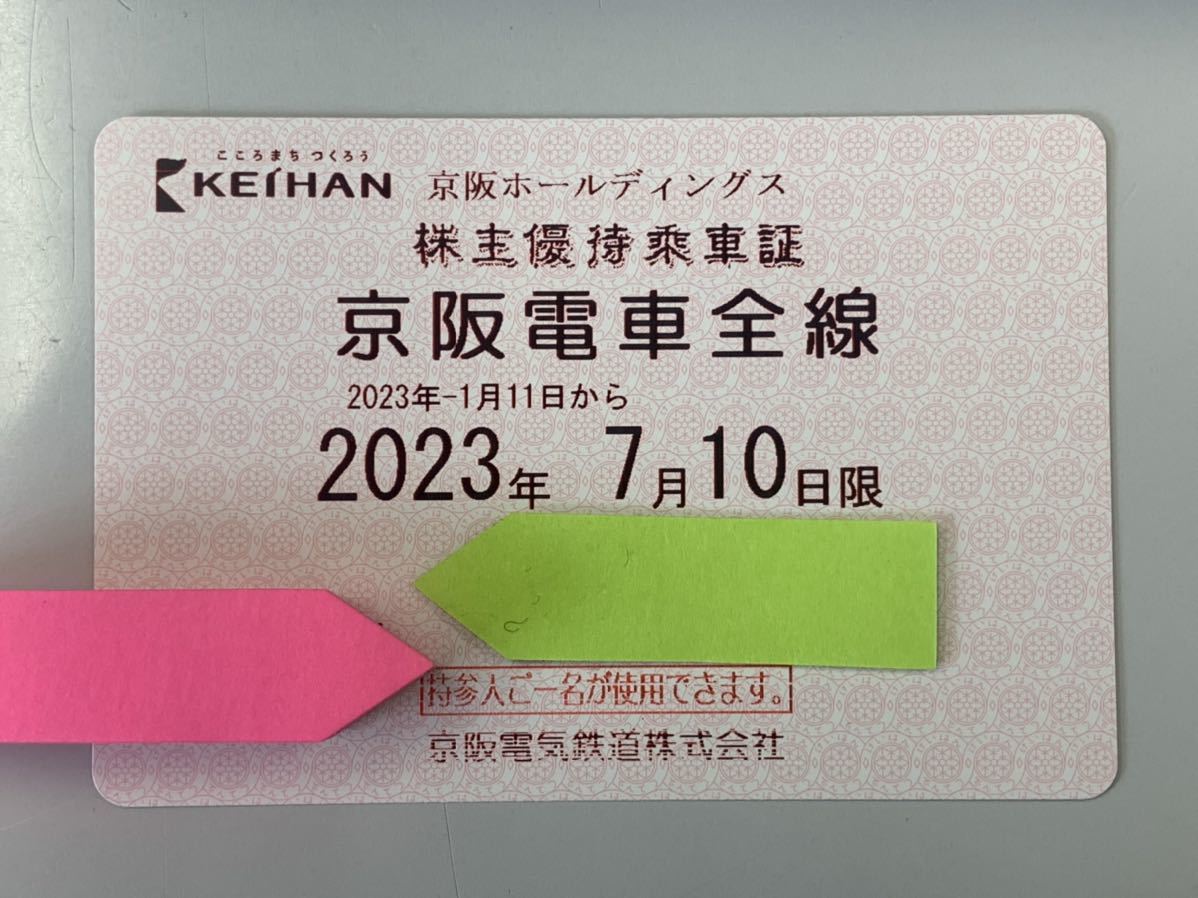 こころまち つくろう
KEIHAN 京阪ホールディングス
株主優待乗車証
京阪電車全線
2023年-1月11日から
2023年 7月10日限
持参人ご一名が使用できます。
京阪電気鉄道株式会社